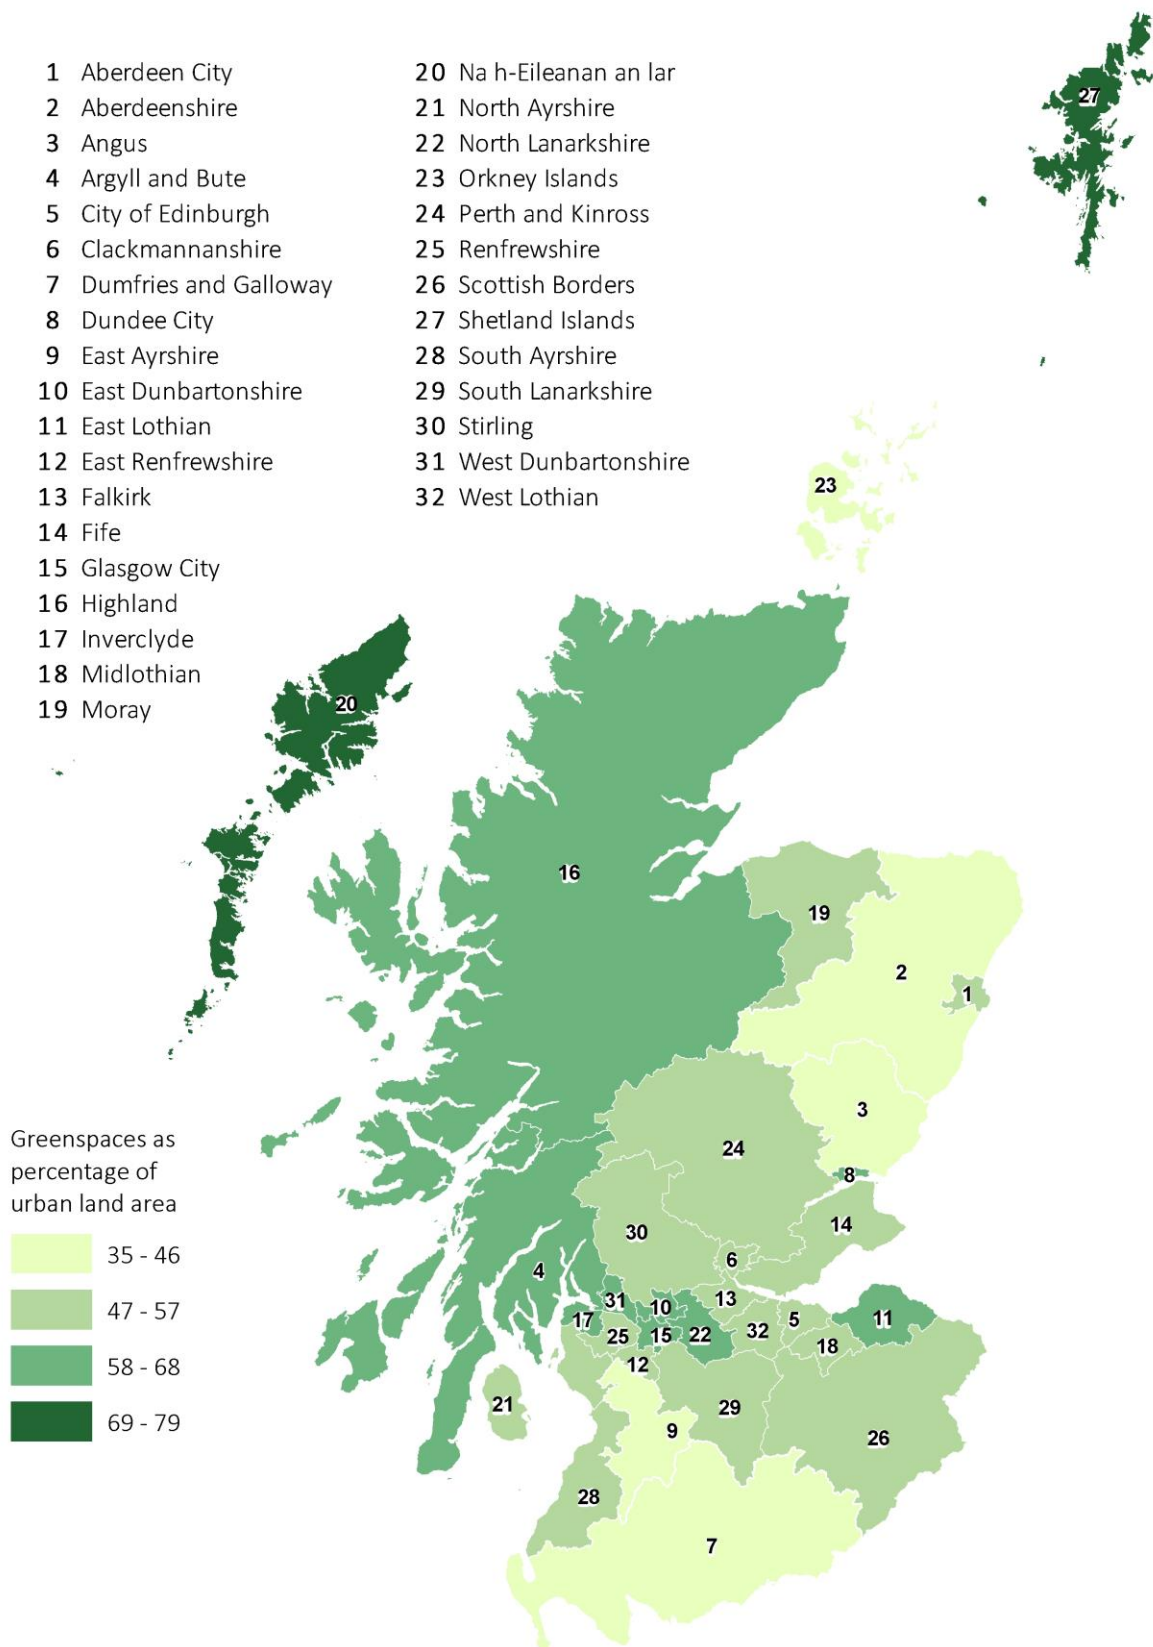 1 Aberdeen City
2 Aberdeenshire
3 Angus
4 Argyll and Bute
5 City of Edinburgh
6 Clackmannanshire
7 Dumfries and Galloway
8 Dundee City
9 East Ayrshire
10 East Dunbartonshire
11 East Lothian
12 East Renfrewshire
13 Falkirk
14 Fife
15 Glasgow City
16 Highland
17 Inverclyde
18 Midlothian
19 Moray
20 Na h-Eileanan an Iar
21 North Ayrshire
22 North Lanarkshire
23 Orkney Islands
24 Perth and Kinross
25 Renfrewshire
26 Scottish Borders
27 Shetland Islands
28 South Ayrshire
29 South Lanarkshire
30 Stirling
31 West Dunbartonshire
32 West Lothian
27
23
20
16
19
2
1
3
24
8
14
30
6
4
13
31
10
11
17
5
15
22
32
25
18
12
21
29
9
26
28
7
Greenspaces as
percentage of
urban land area
35 - 46
47 - 57
58 - 68
69 - 79